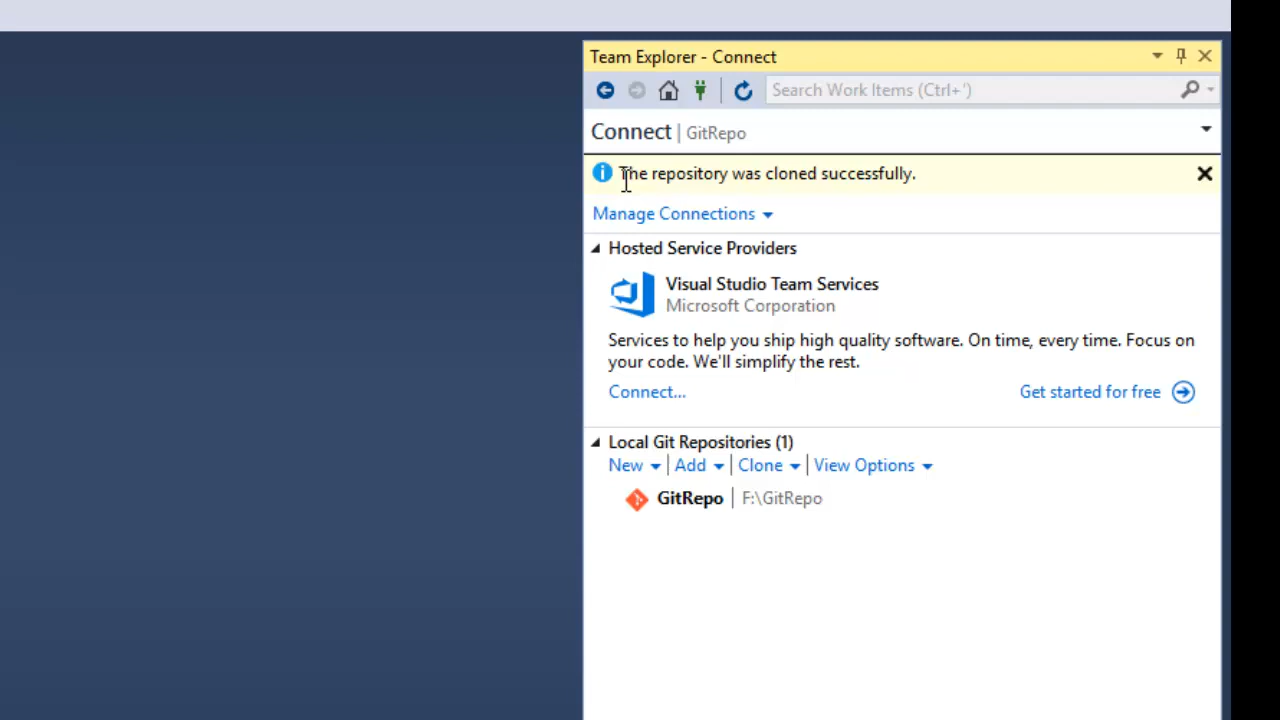 Team Explorer - Connect
Search Work Items (Ctrl+')
Connect | GitRepo
The repository was cloned successfully.
Manage Connections
Hosted Service Providers
Visual Studio Team Services
Microsoft Corporation
Services to help you ship high quality software. On time, every time. Focus on
your code. We'll simplify the rest.
Connect... Get started for free
Local Git Repositories (1)
New | Add | Clone | View Options
GitRepo | F:\GitRepo